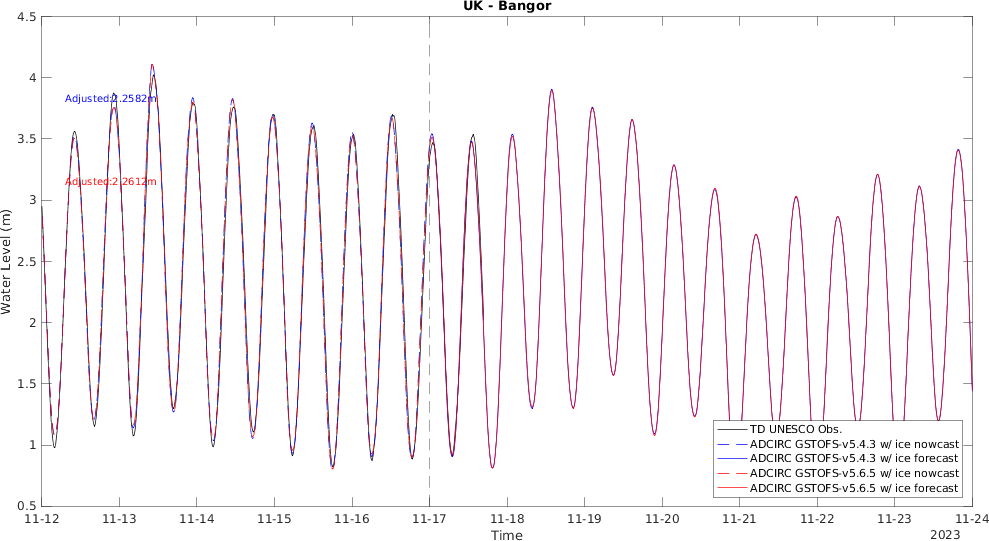 UK - Bangor
4.5
4
3.5
3
2.5
2
1.5
1
0.5
Water Level (m)
Adjusted:2.2582m
Adjusted:2.2612m
TD UNESCO Obs.
ADCIRC GSTOFS-v5.4.3 w/ ice nowcast
ADCIRC GSTOFS-v5.4.3 w/ ice forecast
ADCIRC GSTOFS-v5.6.5 w/ ice nowcast
ADCIRC GSTOFS-v5.6.5 w/ ice forecast
11-12 11-13 11-14 11-15 11-16 11-17 11-18 11-19 11-20 11-21 11-22 11-23 11-24
Time
2023